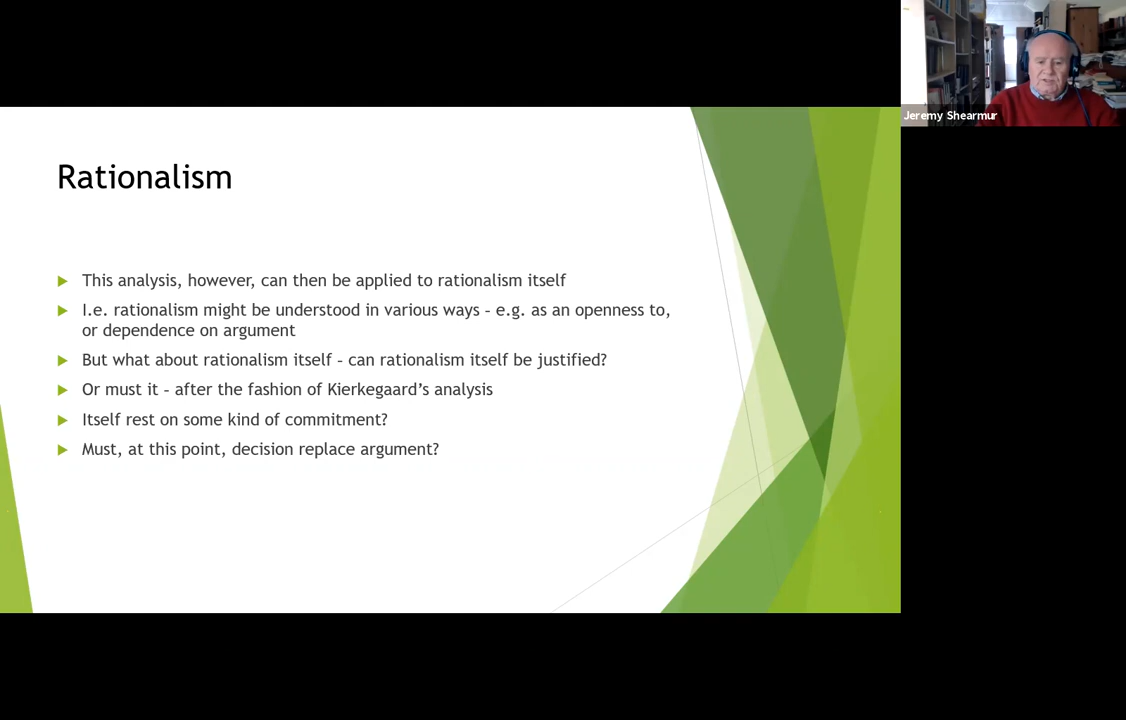 Jeremy Shearmur
Rationalism
This analysis, however, can then be applied to rationalism itself
I.e. rationalism might be understood in various ways – e.g. as an openness to,
or dependence on argument
But what about rationalism itself – can rationalism itself be justified?
Or must it – after the fashion of Kierkegaard's analysis
Itself rest on some kind of commitment?
Must, at this point, decision replace argument?